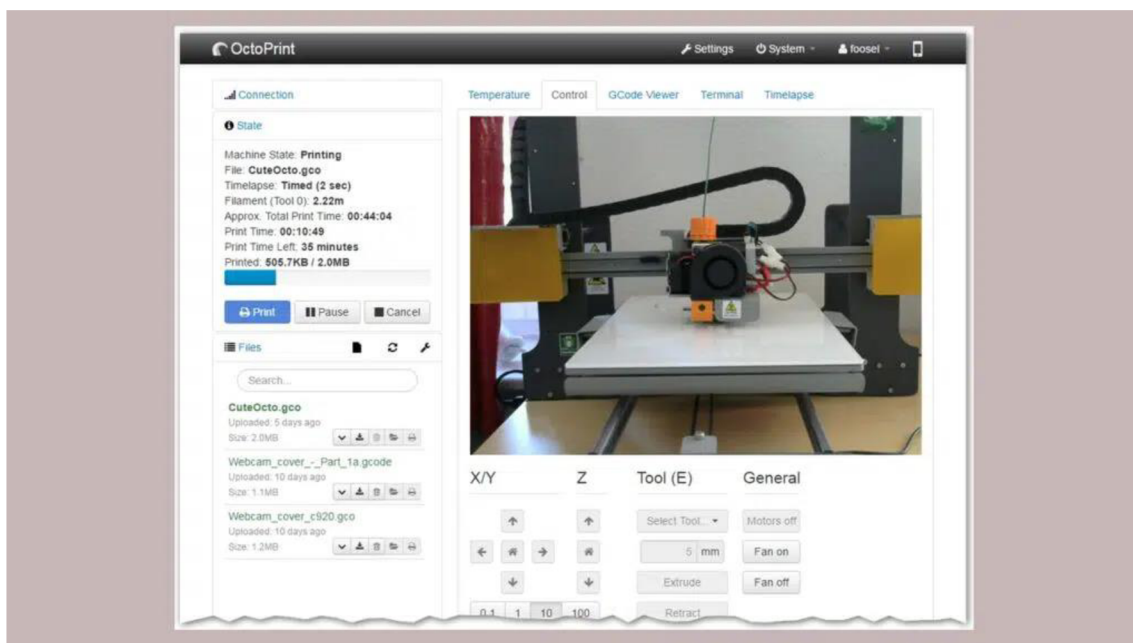 OctoPrint
Settings System foosel
Connection
State
Machine State: Printing
File: CuteOcto.gco
Timelapse: Timed (2 sec)
Filament (Tool 0): 2.22m
Approx. Total Print Time: 00:44:04
Print Time: 00:10:49
Print Time Left: 35 minutes
Printed: 505.7KB / 2.0MB
Print Pause Cancel
Files
Search...
CuteOcto.gco
Uploaded: 5 days ago
Size: 2.0MB
Webcam_cover_-_Part_1a.gcode
Uploaded: 10 days ago
Size: 1.1MB
Webcam_cover_c920.gco
Uploaded: 10 days ago
Size: 1.2MB
Temperature Control GCode Viewer Terminal Timelapse
X/Y Z Tool (E) General
Select Tool... Motors off
5 mm Fan on
Extrude Fan off
0.1 1 10 100 Retract